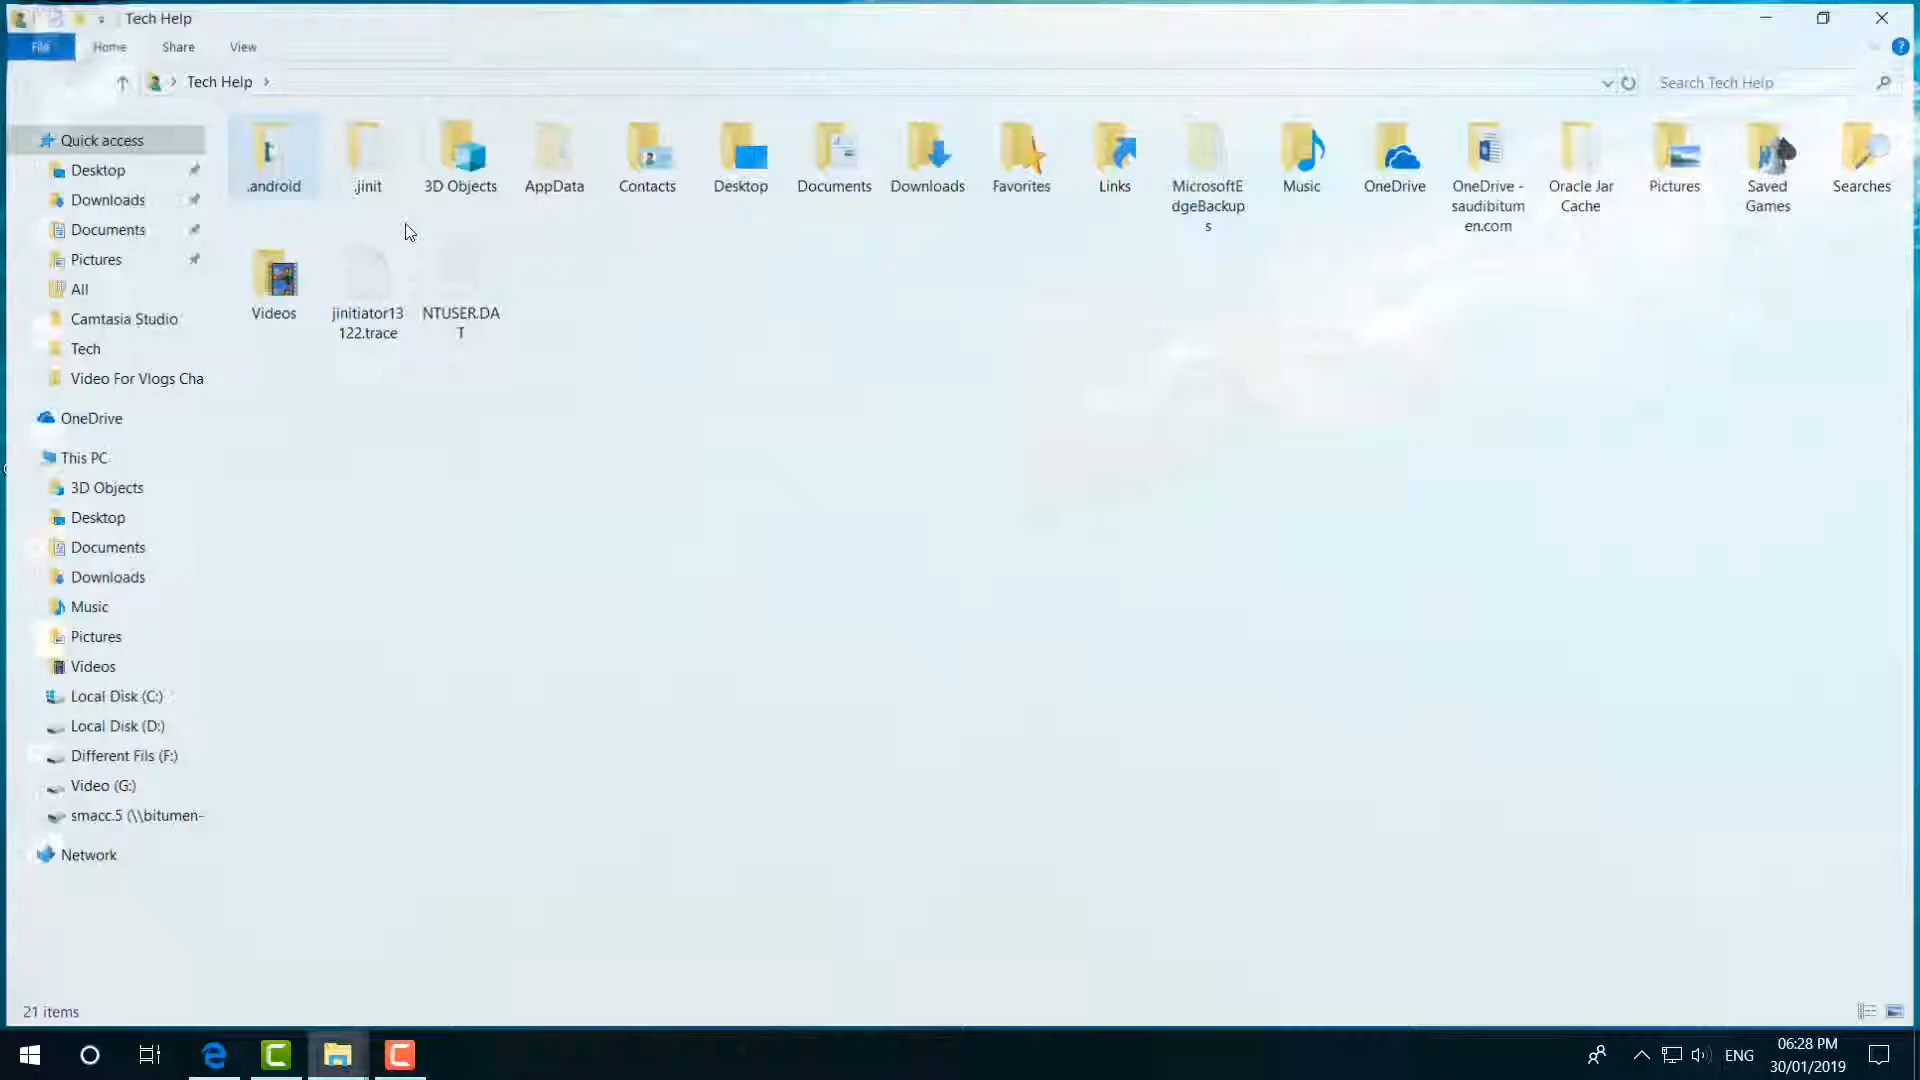 Tech Help
File Home Share View
Tech Help
Search Tech Help
Quick access
Desktop
Downloads
Documents
Pictures
All
Camtasia Studio
Tech
Video For Vlogs Cha
OneDrive
This PC
3D Objects
Desktop
Documents
Downloads
Music
Pictures
Videos
Local Disk (C:)
Local Disk (D:)
Different Fils (F:)
Video (G:)
smacc.5 (\\bitumen-
Network
.android
.jinit
3D Objects
AppData
Contacts
Desktop
Documents
Downloads
Favorites
Links
MicrosoftE
dgeBackup
s
Music
OneDrive
OneDrive -
saudibitum
en.com
Oracle Jar
Cache
Pictures
Saved
Games
Searches
Videos
jinitiator13
122.trace
NTUSER.DA
T
21 items
ENG
06:28 PM
30/01/2019